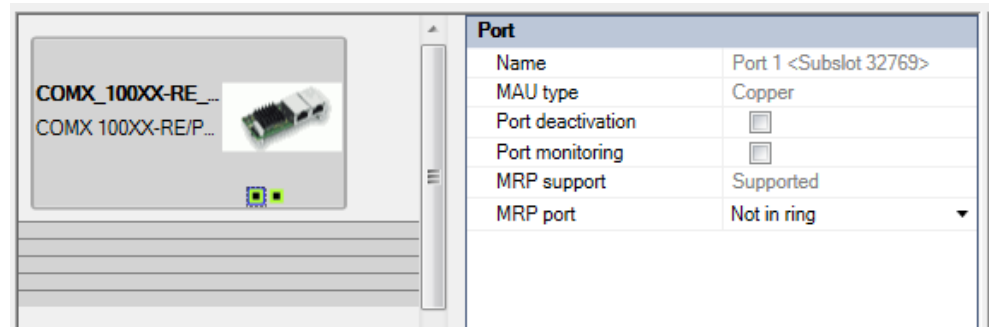 COMX_100XX-RE_...
COMX 100XX-RE/P...
Port
Name Port 1 <Subslot 32769>
MAU type Copper
Port deactivation
Port monitoring
MRP support Supported
MRP port Not in ring